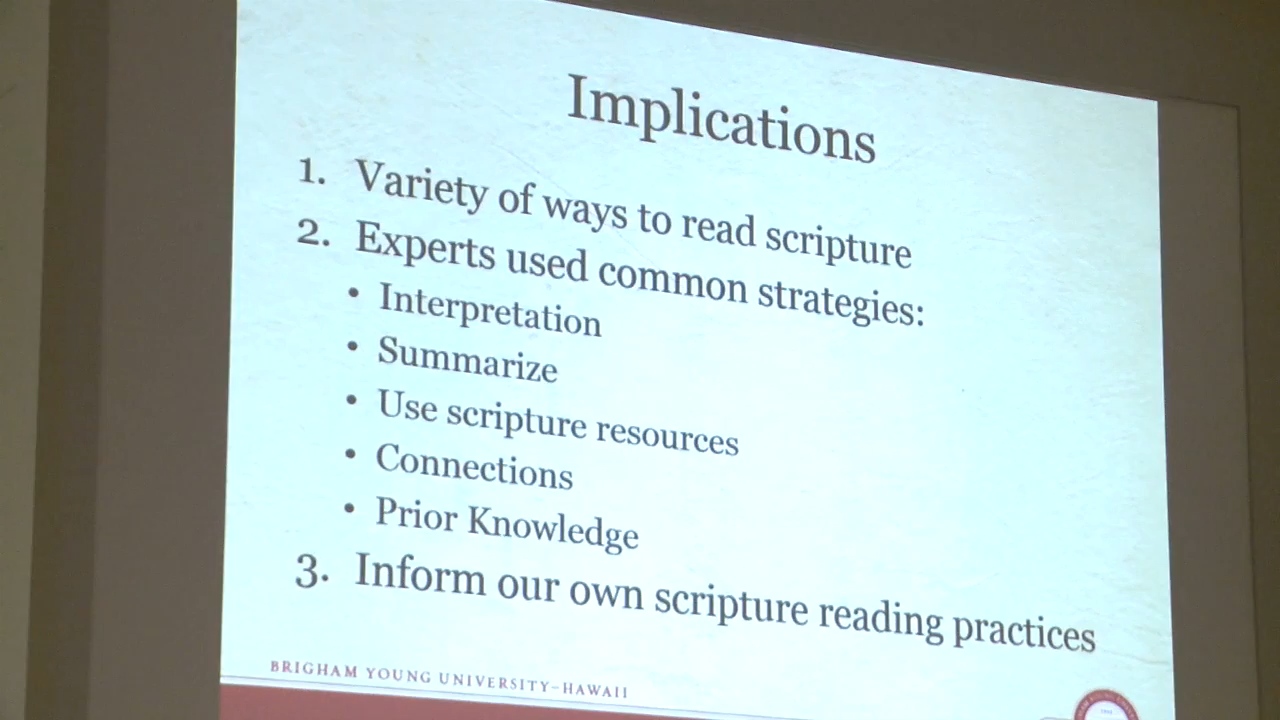 Implications
1. Variety of ways to read scripture
2. Experts used common strategies:
• Interpretation
• Summarize
• Use scripture resources
• Connections
• Prior Knowledge
3. Inform our own scripture reading practices
BRIGHAM YOUNG UNIVERSITY–HAWAII